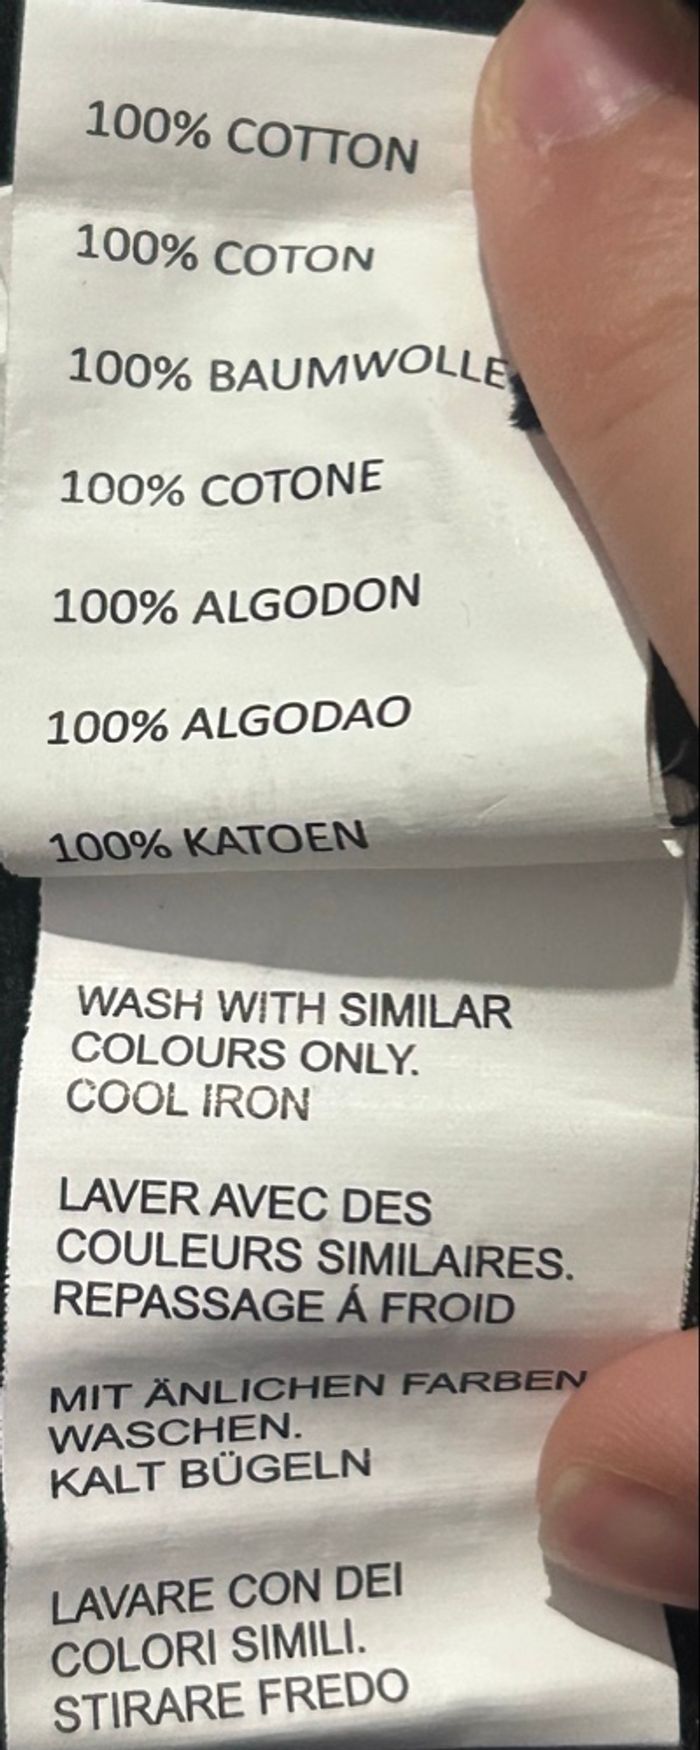 100% COTTON
100% COTON
100% BAUMWOLLE
100% COTONE
100% ALGODON
100% ALGODAO
100% KATOEN
WASH WITH SIMILAR
COLOURS ONLY.
COOL IRON
LAVER AVEC DES
COULEURS SIMILAIRES.
REPASSAGE Á FROID
MIT ÄNLICHEN FARBEN
WASCHEN.
KALT BÜGELN
LAVARE CON DEI
COLORI SIMILI.
STIRARE FREDO